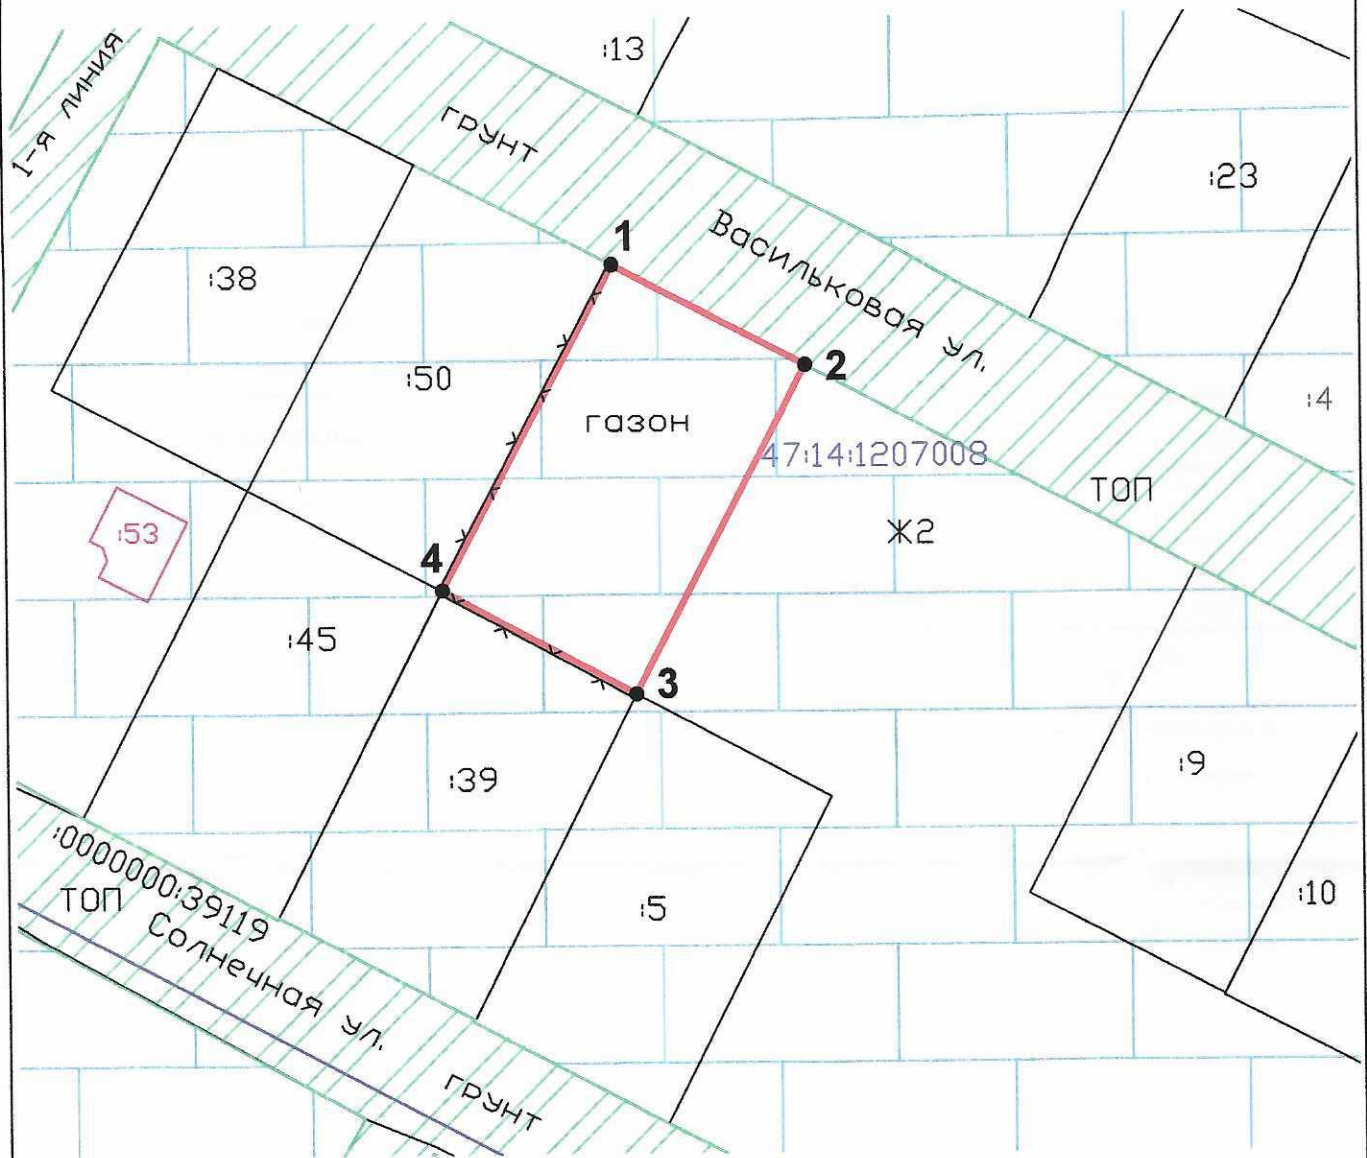 :13
1-Я ЛИНИЯ
ГРУНТ
:23
1
Васильковая ул.
:38
2
:50
:4
газон
47:14:1207008
ТОП
Ж2
:53
4
:45
3
:9
:39
:0000000:39119
:10
ТОП
:5
Солнечная ул.
ГРУНТ